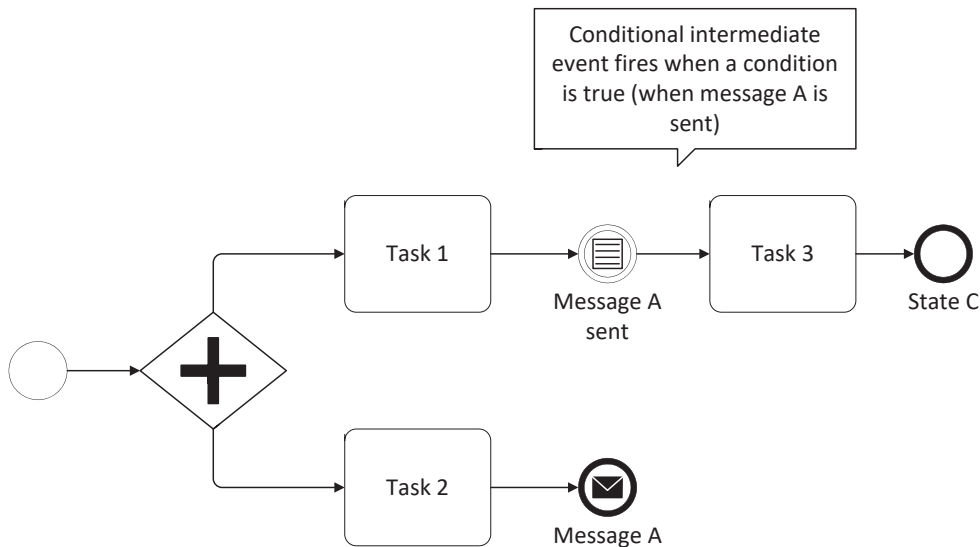 Conditional intermediate
event fires when a condition
is true (when message A is
sent)
Task 1
Task 3
Message A
sent
State C
Task 2
Message A